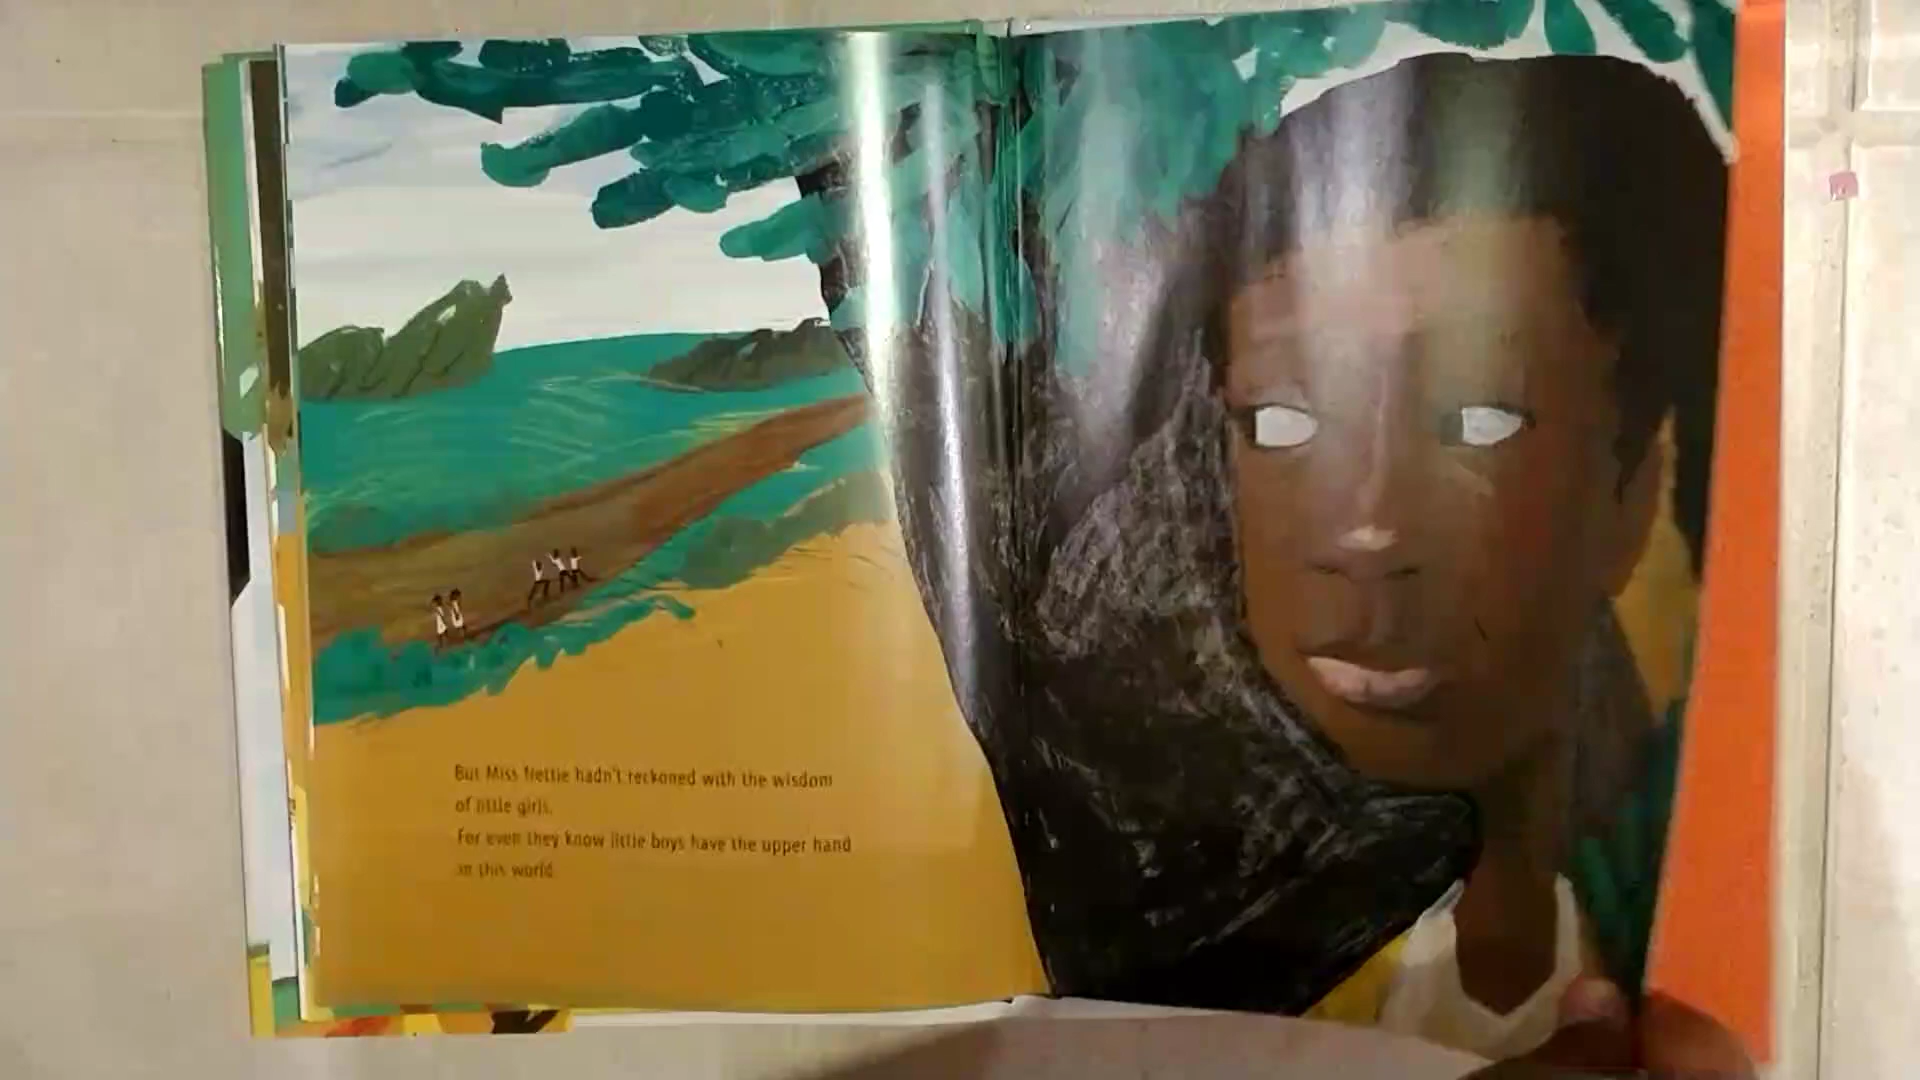 But Miss Nettie hadn't reckoned with the wisdom
of little girls.
For even they know little boys have the upper hand
in this world.